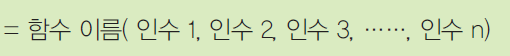 = 함수 이름( 인수 1, 인수 2, 인수 3, ……, 인수 n)